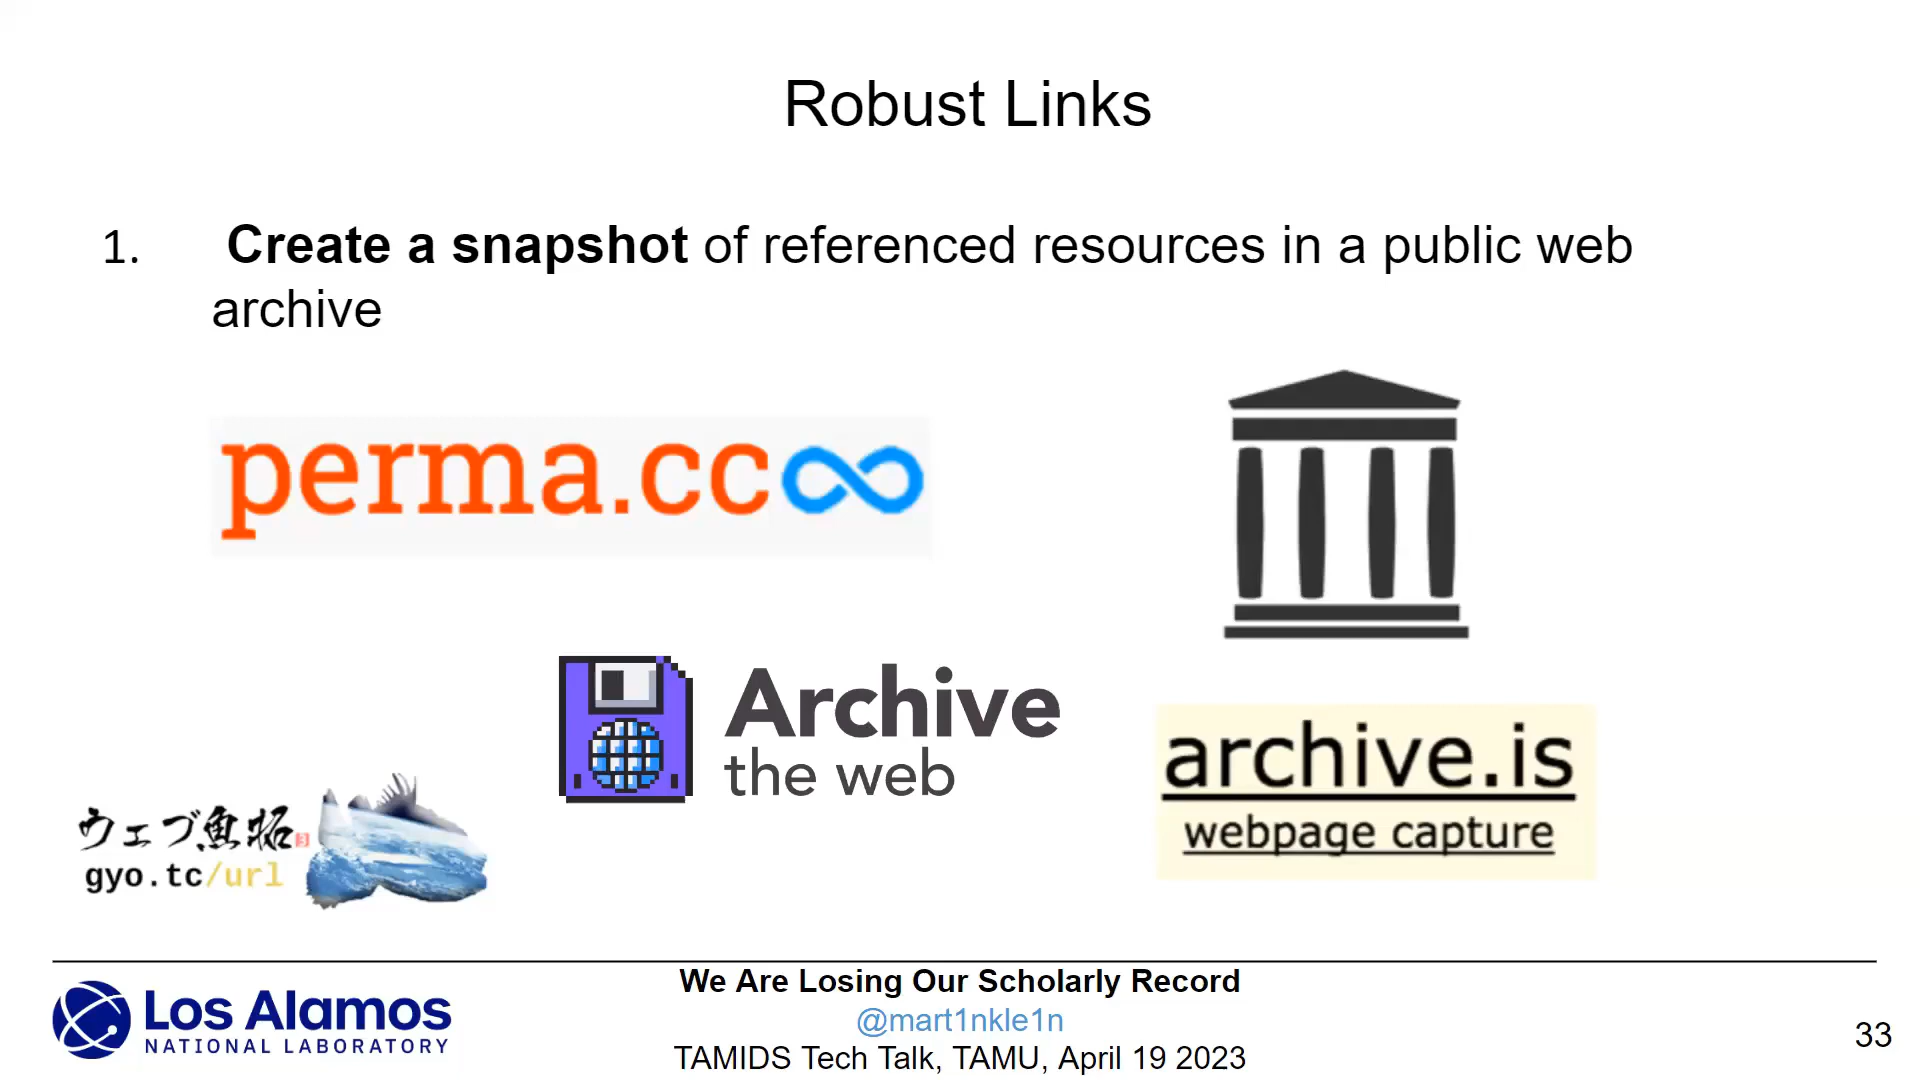 Robust Links
1. Create a snapshot of referenced resources in a public web
archive
perma.cc
Archive
the web
archive.is
webpage capture
ウェブ魚拓
gyo.tc/url
We Are Losing Our Scholarly Record
@mart1nkle1n
TAMIDS Tech Talk, TAMU, April 19 2023
Los Alamos
NATIONAL LABORATORY
33